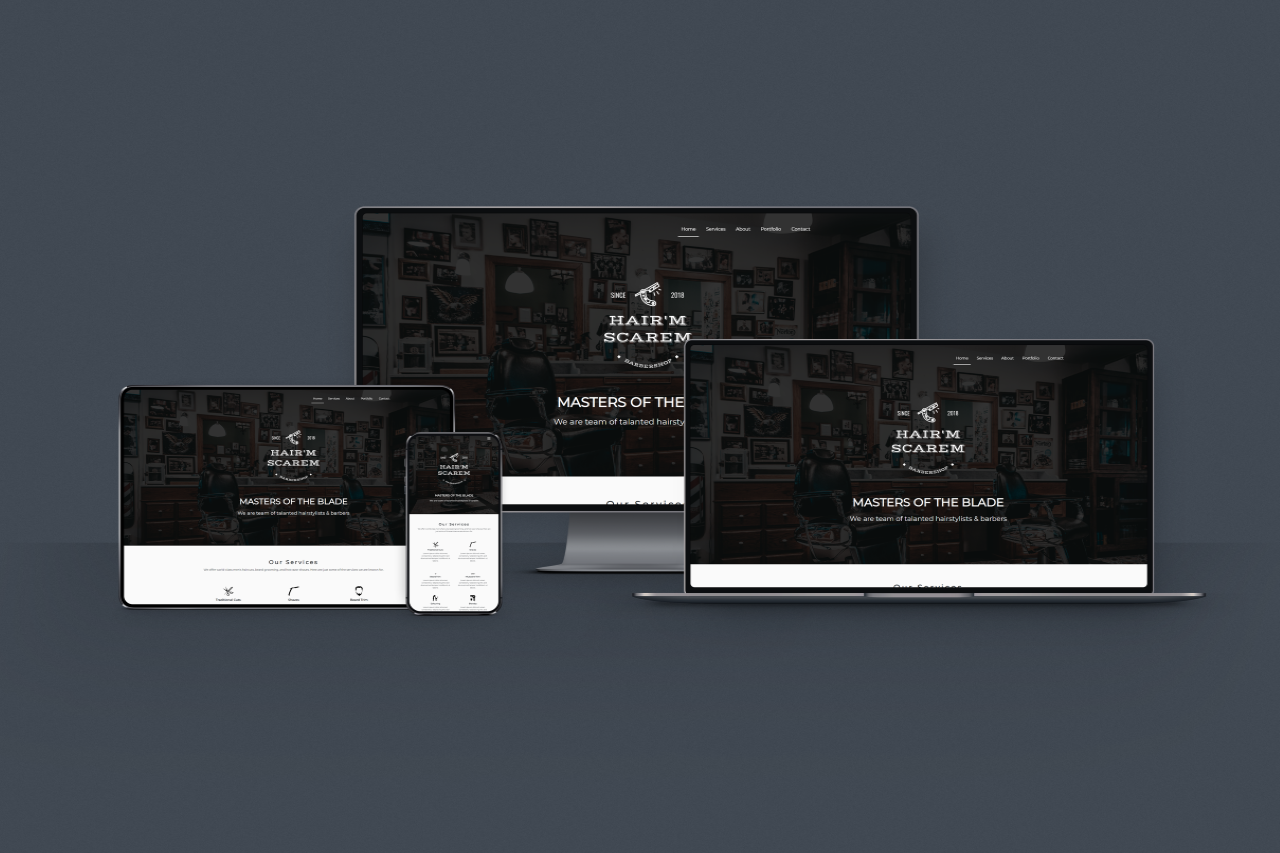 Home Services About Portfolio Contact
SINCE 2018
HAIR'M
SCAREM
BARBERSHOP
MASTERS OF THE
We are team of talanted hairsty
Our Services
Home Services About Portfolio Contact
SINCE 2018
HAIR'M
SCAREM
BARBERSHOP
MASTERS OF THE BLADE
We are team of talanted hairstylists & barbers
Our Services
Home Services About Portfolio Contact
SINCE 2018
HAIR'M
SCAREM
BARBERSHOP
MASTERS OF THE BLADE
We are team of talanted hairstylists & barbers
Our Services
Traditional Cuts Shaves Beard Trim
HAIR'M
SCAREM
MASTERS OF THE BLADE
Our Services